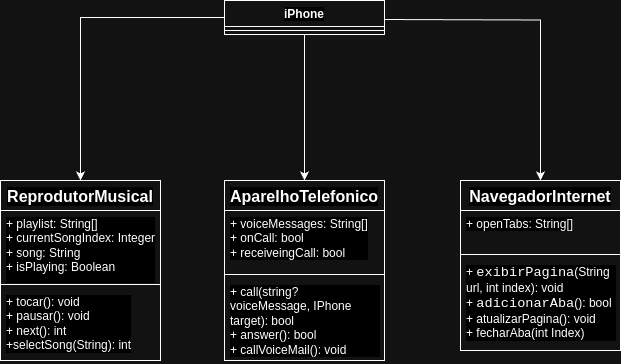 iPhone
ReprodutorMusical
+ playlist: String[]
+ currentSongIndex: Integer
+ song: String
+ isPlaying: Boolean
+ tocar(): void
+ pausar(): void
+ next(): int
+selectSong(String): int
AparelhoTelefonico
+ voiceMessages: String[]
+ onCall: bool
+ receiveingCall: bool
+ call(string?
voiceMessage, IPhone
target): bool
+ answer(): bool
+ callVoiceMail(): void
NavegadorInternet
+ openTabs: String[]
+ exibirPagina(String
url, int index): void
+ adicionarAba(): bool
+ atualizarPagina(): void
+ fecharAba(int Index)